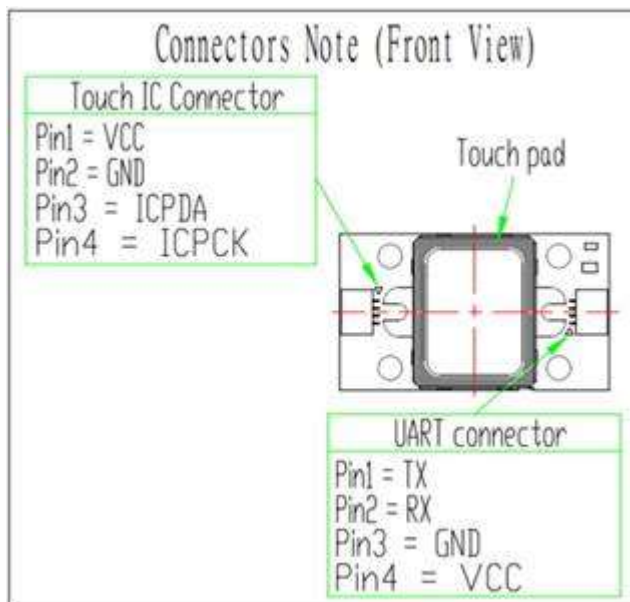 Connectors Note (Front View)
Touch IC Connector
Pin1 = VCC
Pin2 = GND
Pin3 = ICPDA
Pin4 = ICPCK
Touch pad
UART connector
Pin1 = TX
Pin2 = RX
Pin3 = GND
Pin4 = VCC